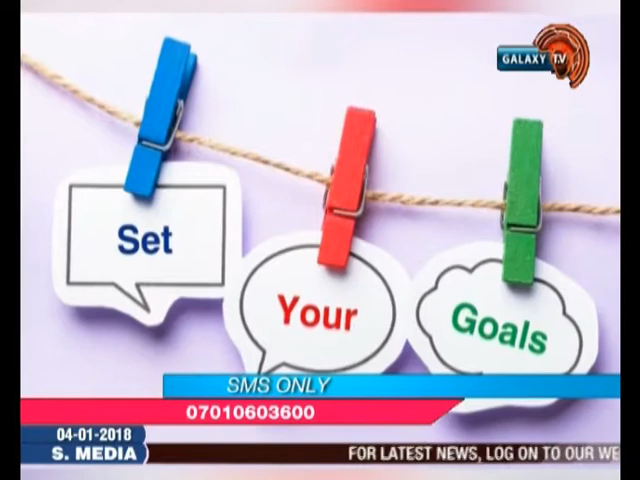 GALAXY TV
Set
Your
Goals
SMS ONLY
07010603600
04-01-2018
S. MEDIA
FOR LATEST NEWS, LOG ON TO OUR WE